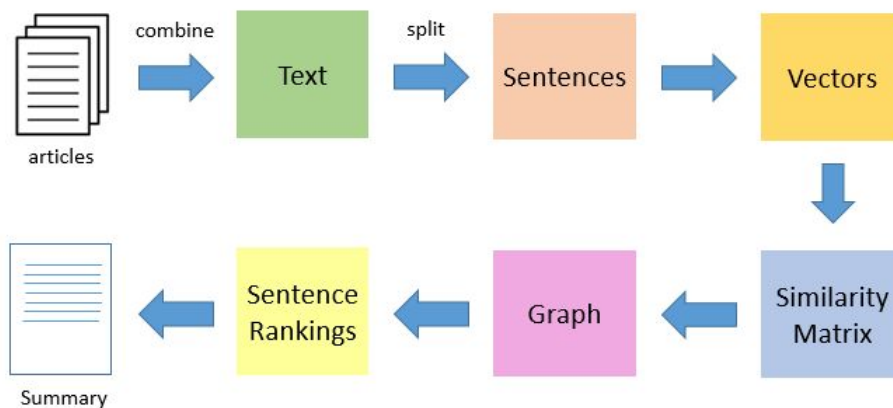 combine
split
Text
Sentences
Vectors
articles
Sentence
Rankings
Graph
Similarity
Matrix
Summary